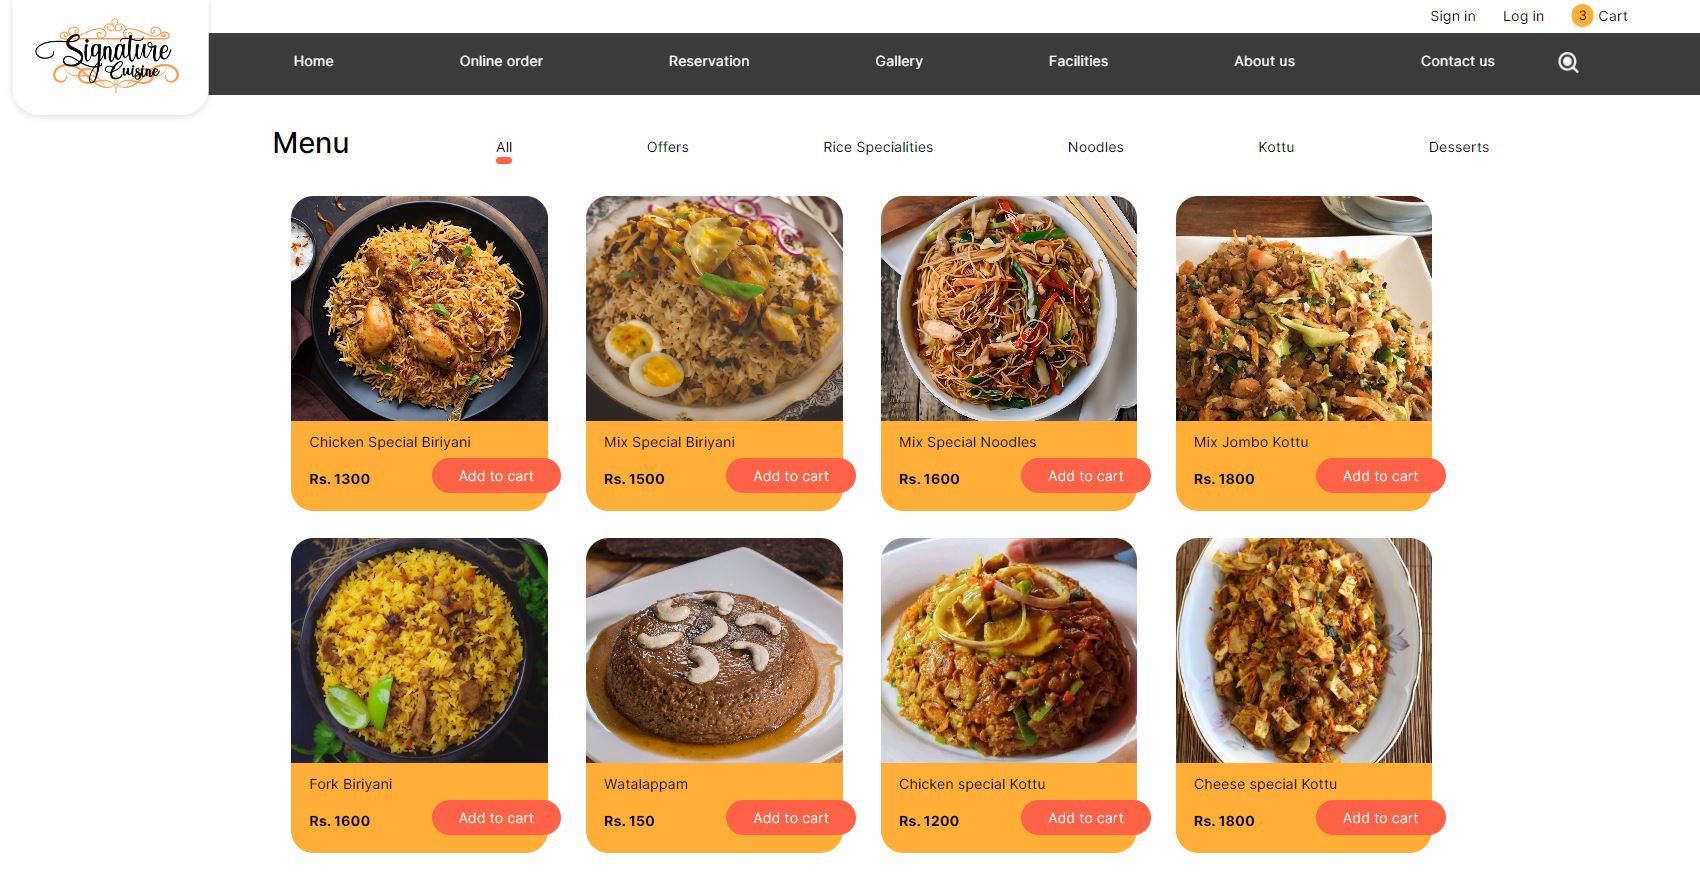 Signature
Cuisine
Sign in Log in 3 Cart
Home Online order Reservation Gallery Facilities About us Contact us
Menu All Offers Rice Specialities Noodles Kottu Desserts
Chicken Special Biriyani
Rs. 1300 Add to cart
Mix Special Biriyani
Rs. 1500 Add to cart
Mix Special Noodles
Rs. 1600 Add to cart
Mix Jombo Kottu
Rs. 1800 Add to cart
Fork Biriyani
Rs. 1600 Add to cart
Watalappam
Rs. 150 Add to cart
Chicken special Kottu
Rs. 1200 Add to cart
Cheese special Kottu
Rs. 1800 Add to cart